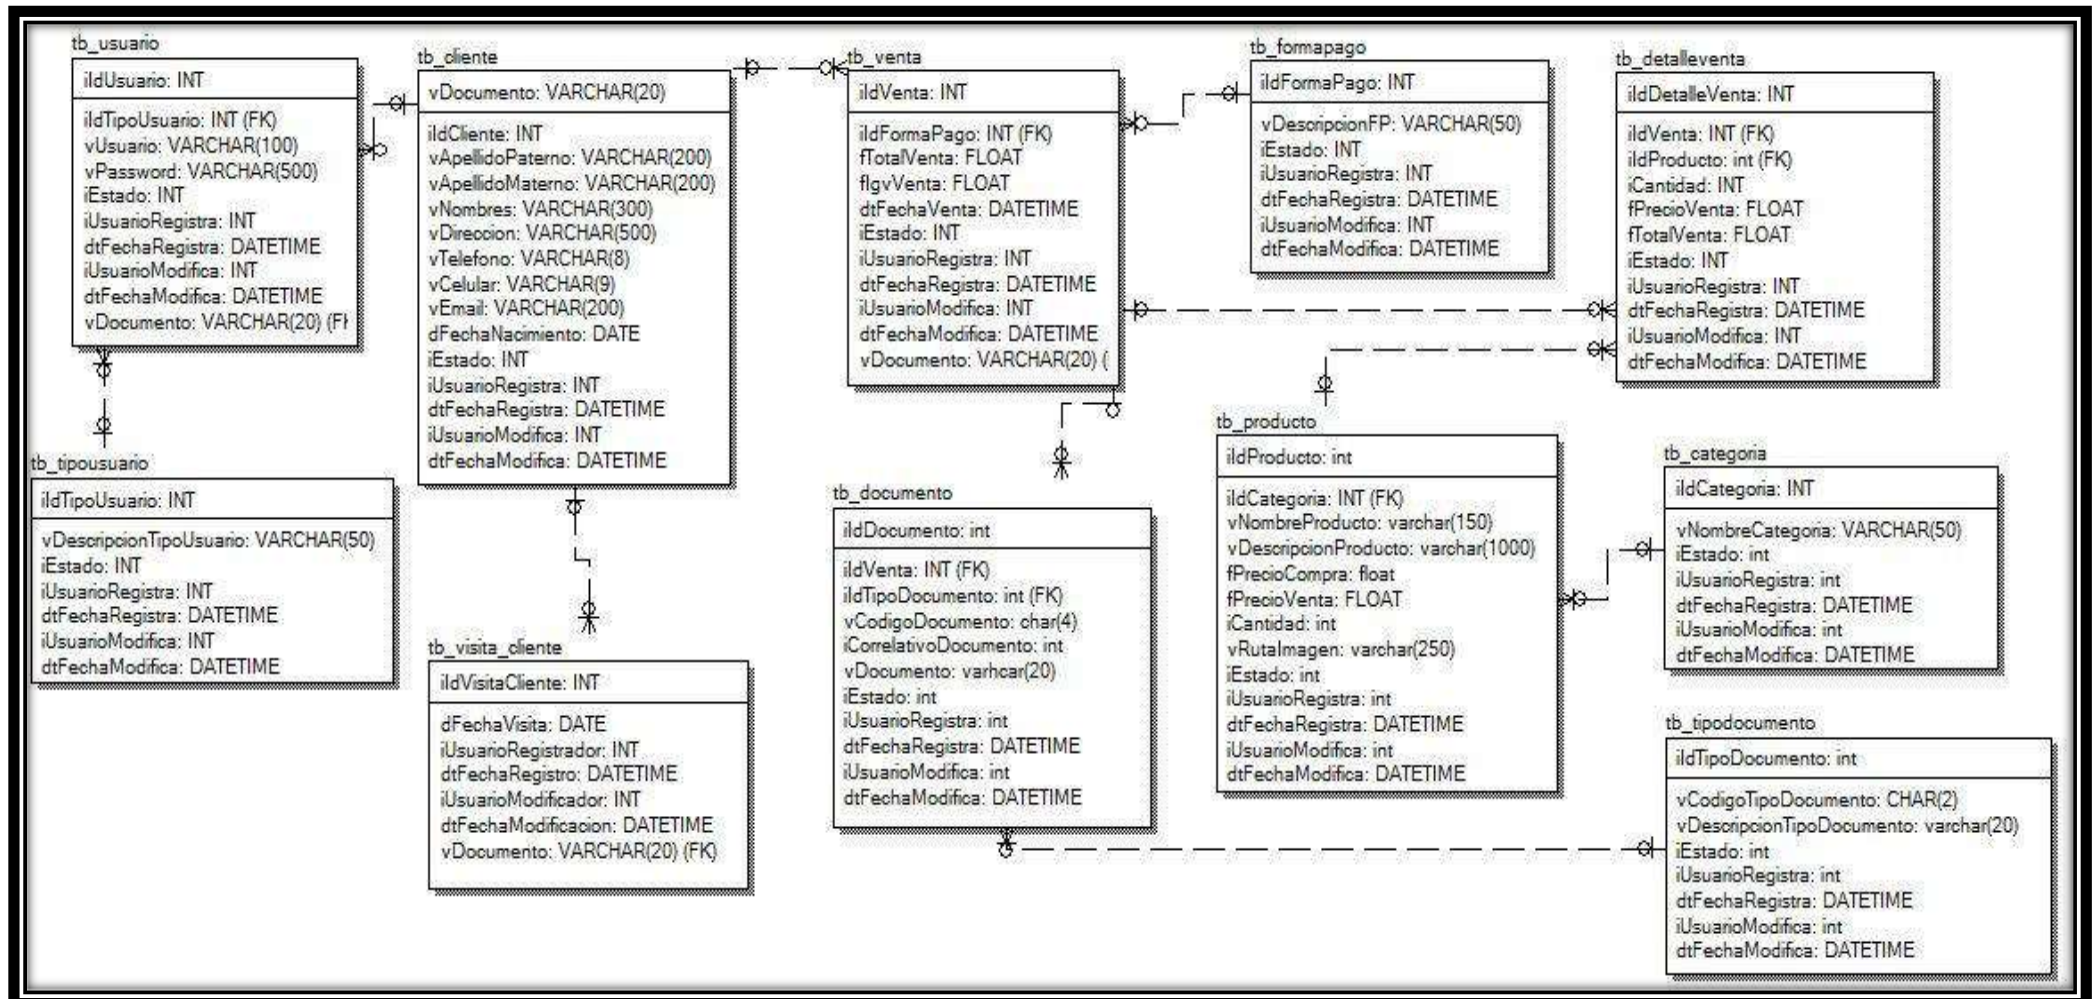 tb_usuario
iIdUsuario: INT
iIdTipoUsuario: INT (FK)
vUsuario: VARCHAR(100)
vPassword: VARCHAR(500)
iEstado: INT
iUsuarioRegistra: INT
dtFechaRegistra: DATETIME
iUsuarioModifica: INT
dtFechaModifica: DATETIME
vDocumento: VARCHAR(20) (F
tb_tipousuario
iIdTipoUsuario: INT
vDescripcionTipoUsuario: VARCHAR(50)
iEstado: INT
iUsuarioRegistra: INT
dtFechaRegistra: DATETIME
iUsuarioModifica: INT
dtFechaModifica: DATETIME
tb_cliente
vDocumento: VARCHAR(20)
iIdCliente: INT
vApellidoPaterno: VARCHAR(200)
vApellidoMaterno: VARCHAR(200)
vNombres: VARCHAR(300)
vDireccion: VARCHAR(500)
vTelefono: VARCHAR(8)
vCelular: VARCHAR(9)
vEmail: VARCHAR(200)
dFechaNacimiento: DATE
iEstado: INT
iUsuarioRegistra: INT
dtFechaRegistra: DATETIME
iUsuarioModifica: INT
dtFechaModifica: DATETIME
tb_visita_cliente
iIdVisitaCliente: INT
dFechaVisita: DATE
iUsuarioRegistrador: INT
dtFechaRegistro: DATETIME
iUsuarioModificador: INT
dtFechaModificacion: DATETIME
vDocumento: VARCHAR(20) (FK)
tb_venta
iIdVenta: INT
iIdFormaPago: INT (FK)
fTotalVenta: FLOAT
fIgvVenta: FLOAT
dtFechaVenta: DATETIME
iEstado: INT
iUsuarioRegistra: INT
dtFechaRegistra: DATETIME
iUsuarioModifica: INT
dtFechaModifica: DATETIME
vDocumento: VARCHAR(20) (
tb_documento
iIdDocumento: int
iIdVenta: INT (FK)
iIdTipoDocumento: int (FK)
vCodigoDocumento: char(4)
iCorrelativoDocumento: int
vDocumento: varhcar(20)
iEstado: int
iUsuarioRegistra: int
dtFechaRegistra: DATETIME
iUsuarioModifica: int
dtFechaModifica: DATETIME
tb_formapago
iIdFormaPago: INT
vDescripcionFP: VARCHAR(50)
iEstado: INT
iUsuarioRegistra: INT
dtFechaRegistra: DATETIME
iUsuarioModifica: INT
dtFechaModifica: DATETIME
tb_producto
iIdProducto: int
iIdCategoria: INT (FK)
vNombreProducto: varchar(150)
vDescripcionProducto: varchar(1000)
fPrecioCompra: float
fPrecioVenta: FLOAT
iCantidad: int
vRutaImagen: varchar(250)
iEstado: int
iUsuarioRegistra: int
dtFechaRegistra: DATETIME
iUsuarioModifica: int
dtFechaModifica: DATETIME
tb_detalleventa
iIdDetalleVenta: INT
iIdVenta: INT (FK)
iIdProducto: int (FK)
iCantidad: INT
fPrecioVenta: FLOAT
fTotalVenta: FLOAT
iEstado: INT
iUsuarioRegistra: INT
dtFechaRegistra: DATETIME
iUsuarioModifica: INT
dtFechaModifica: DATETIME
tb_categoria
iIdCategoria: INT
vNombreCategoria: VARCHAR(50)
iEstado: int
iUsuarioRegistra: int
dtFechaRegistra: DATETIME
iUsuarioModifica: int
dtFechaModifica: DATETIME
tb_tipodocumento
iIdTipoDocumento: int
vCodigoTipoDocumento: CHAR(2)
vDescripcionTipoDocumento: varchar(20)
iEstado: int
iUsuarioRegistra: int
dtFechaRegistra: DATETIME
iUsuarioModifica: int
dtFechaModifica: DATETIME